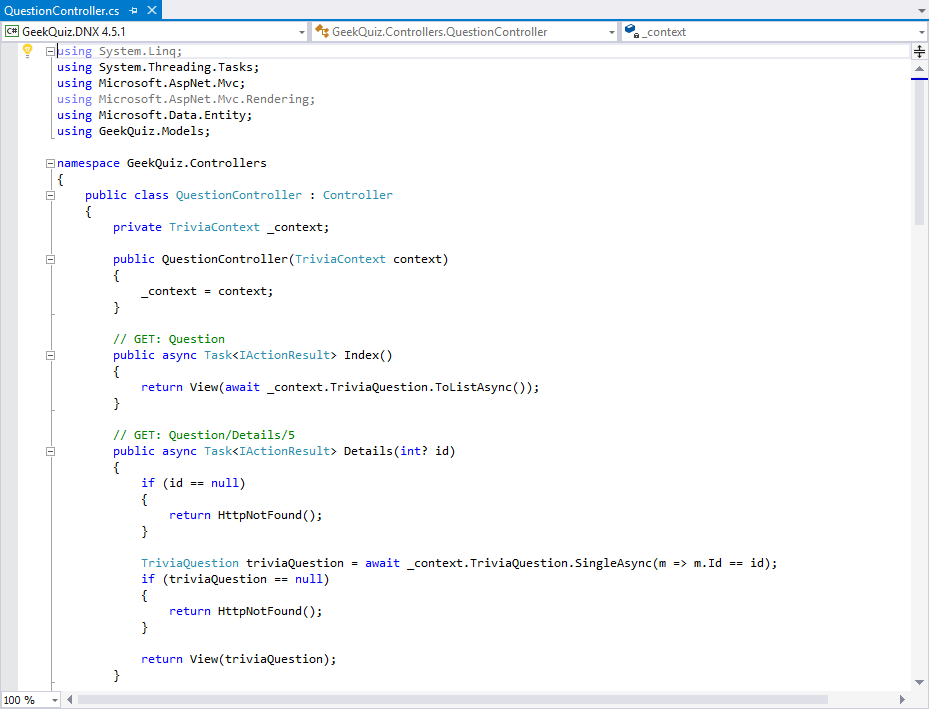 QuestionController.cs
C# GeekQuiz.DNX 4.5.1 GeekQuiz.Controllers.QuestionController _context
using System.Linq;
using System.Threading.Tasks;
using Microsoft.AspNet.Mvc;
using Microsoft.AspNet.Mvc.Rendering;
using Microsoft.Data.Entity;
using GeekQuiz.Models;

namespace GeekQuiz.Controllers
{
    public class QuestionController : Controller
    {
        private TriviaContext _context;

        public QuestionController(TriviaContext context)
        {
            _context = context;
        }

        // GET: Question
        public async Task<IActionResult> Index()
        {
            return View(await _context.TriviaQuestion.ToListAsync());
        }

        // GET: Question/Details/5
        public async Task<IActionResult> Details(int? id)
        {
            if (id == null)
            {
                return HttpNotFound();
            }

            TriviaQuestion triviaQuestion = await _context.TriviaQuestion.SingleAsync(m => m.Id == id);
            if (triviaQuestion == null)
            {
                return HttpNotFound();
            }

            return View(triviaQuestion);
        }
100 %